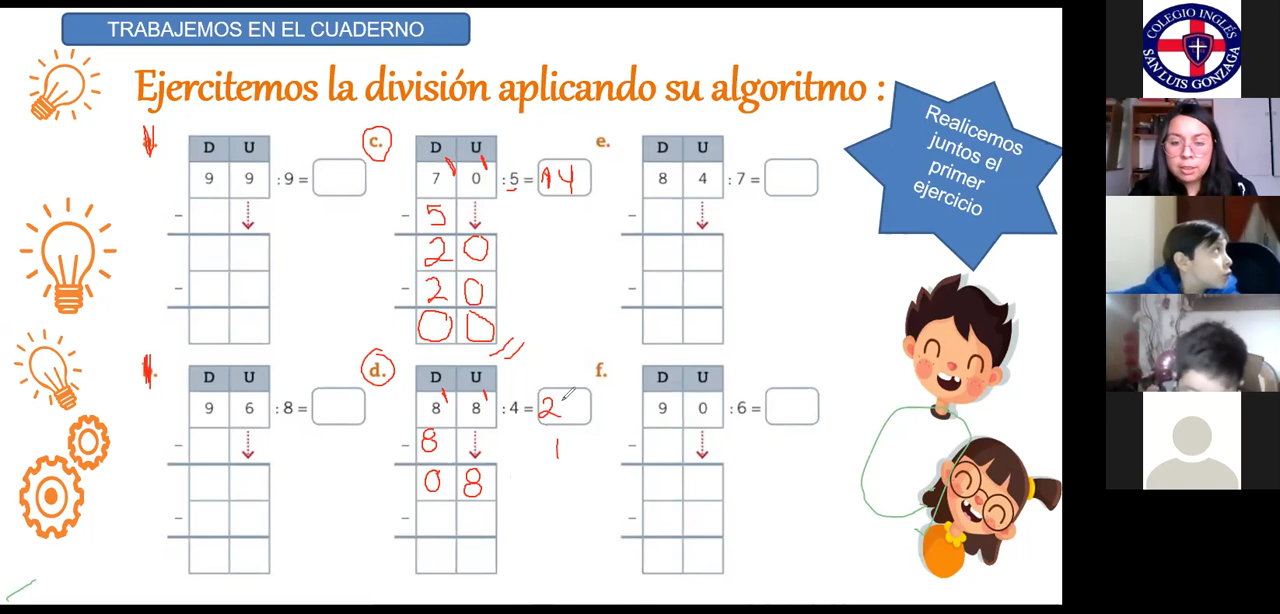 TRABAJEMOS EN EL CUADERNO
Ejercitemos la división aplicando su algoritmo :
Realicemos
juntos el
primer
ejercicio
D U
9 9 : 9 =
-
-
c.
D U
7 0 : 5 = 14
- 5
2 0
- 2 0
0 0
e.
D U
8 4 : 7 =
-
-
D U
9 6 : 8 =
-
-
d.
D U
8 8 : 4 = 2
- 8 1
0 8
-
f.
D U
9 0 : 6 =
-
-
COLEGIO INGLÉS
SAN LUIS GONZAGA